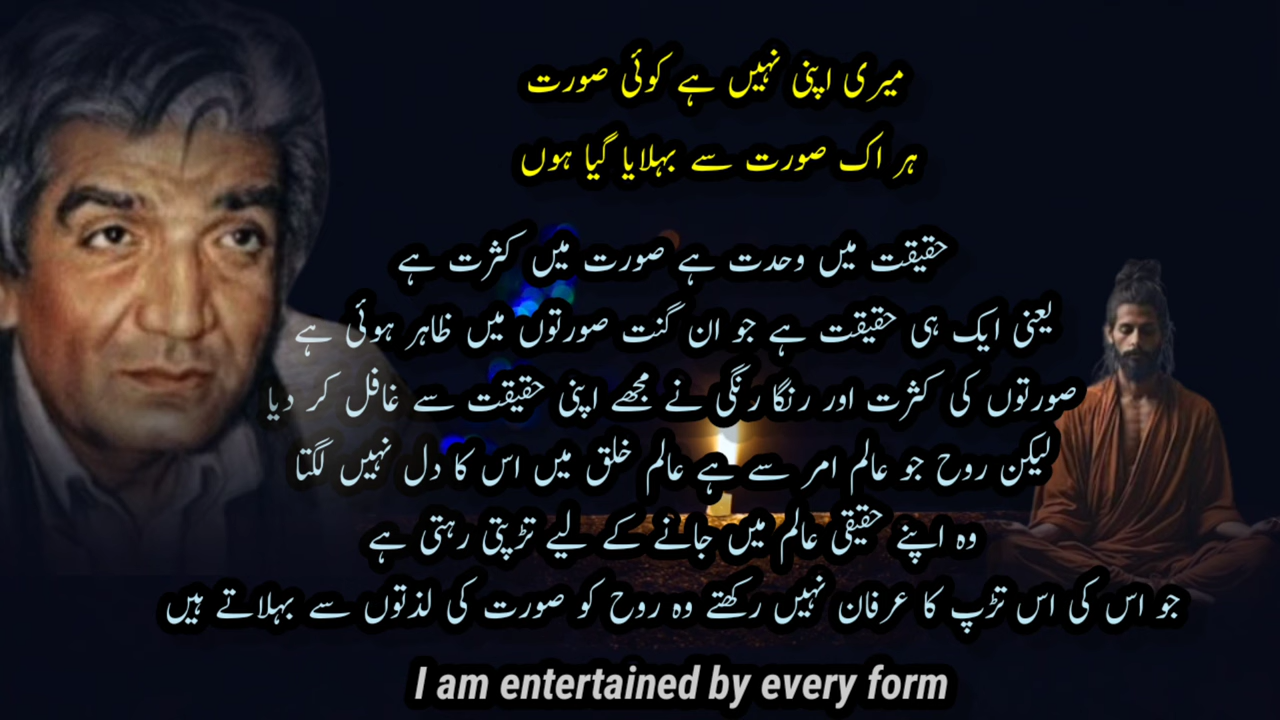 میری اپنی نہیں ہے کوئی صورت
ہر اک صورت سے بہلایا گیا ہوں
حقیقت میں وحدت ہے صورت میں کثرت ہے
یعنی ایک ہی حقیقت ہے جو ان گنت صورتوں میں ظاہر ہوئی ہے
صورتوں کی کثرت اور رنگا رنگی نے مجھے اپنی حقیقت سے غافل کر دیا
لیکن روح جو عالم امر سے ہے عالم خلق میں اس کا دل نہیں لگتا
وہ اپنے حقیقی عالم میں جانے کے لیے تڑپتی رہتی ہے
جو اس کی اس تڑپ کا عرفان نہیں رکھتے وہ روح کو صورت کی لذتوں سے بہلاتے ہیں
I am entertained by every form